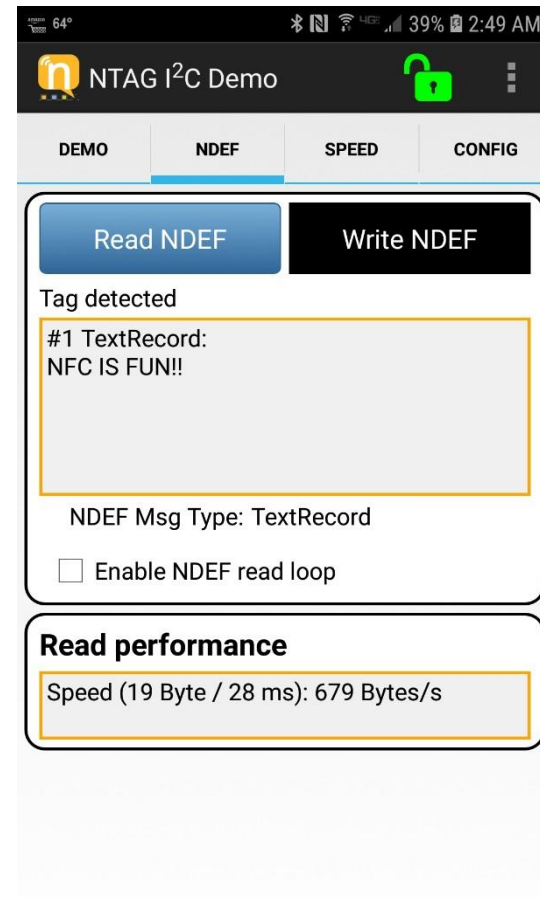 64° 4G 39% 2:49 AM
NTAG I²C Demo
DEMO NDEF SPEED CONFIG
Read NDEF Write NDEF
Tag detected
#1 TextRecord:
NFC IS FUN!!
NDEF Msg Type: TextRecord
Enable NDEF read loop
Read performance
Speed (19 Byte / 28 ms): 679 Bytes/s